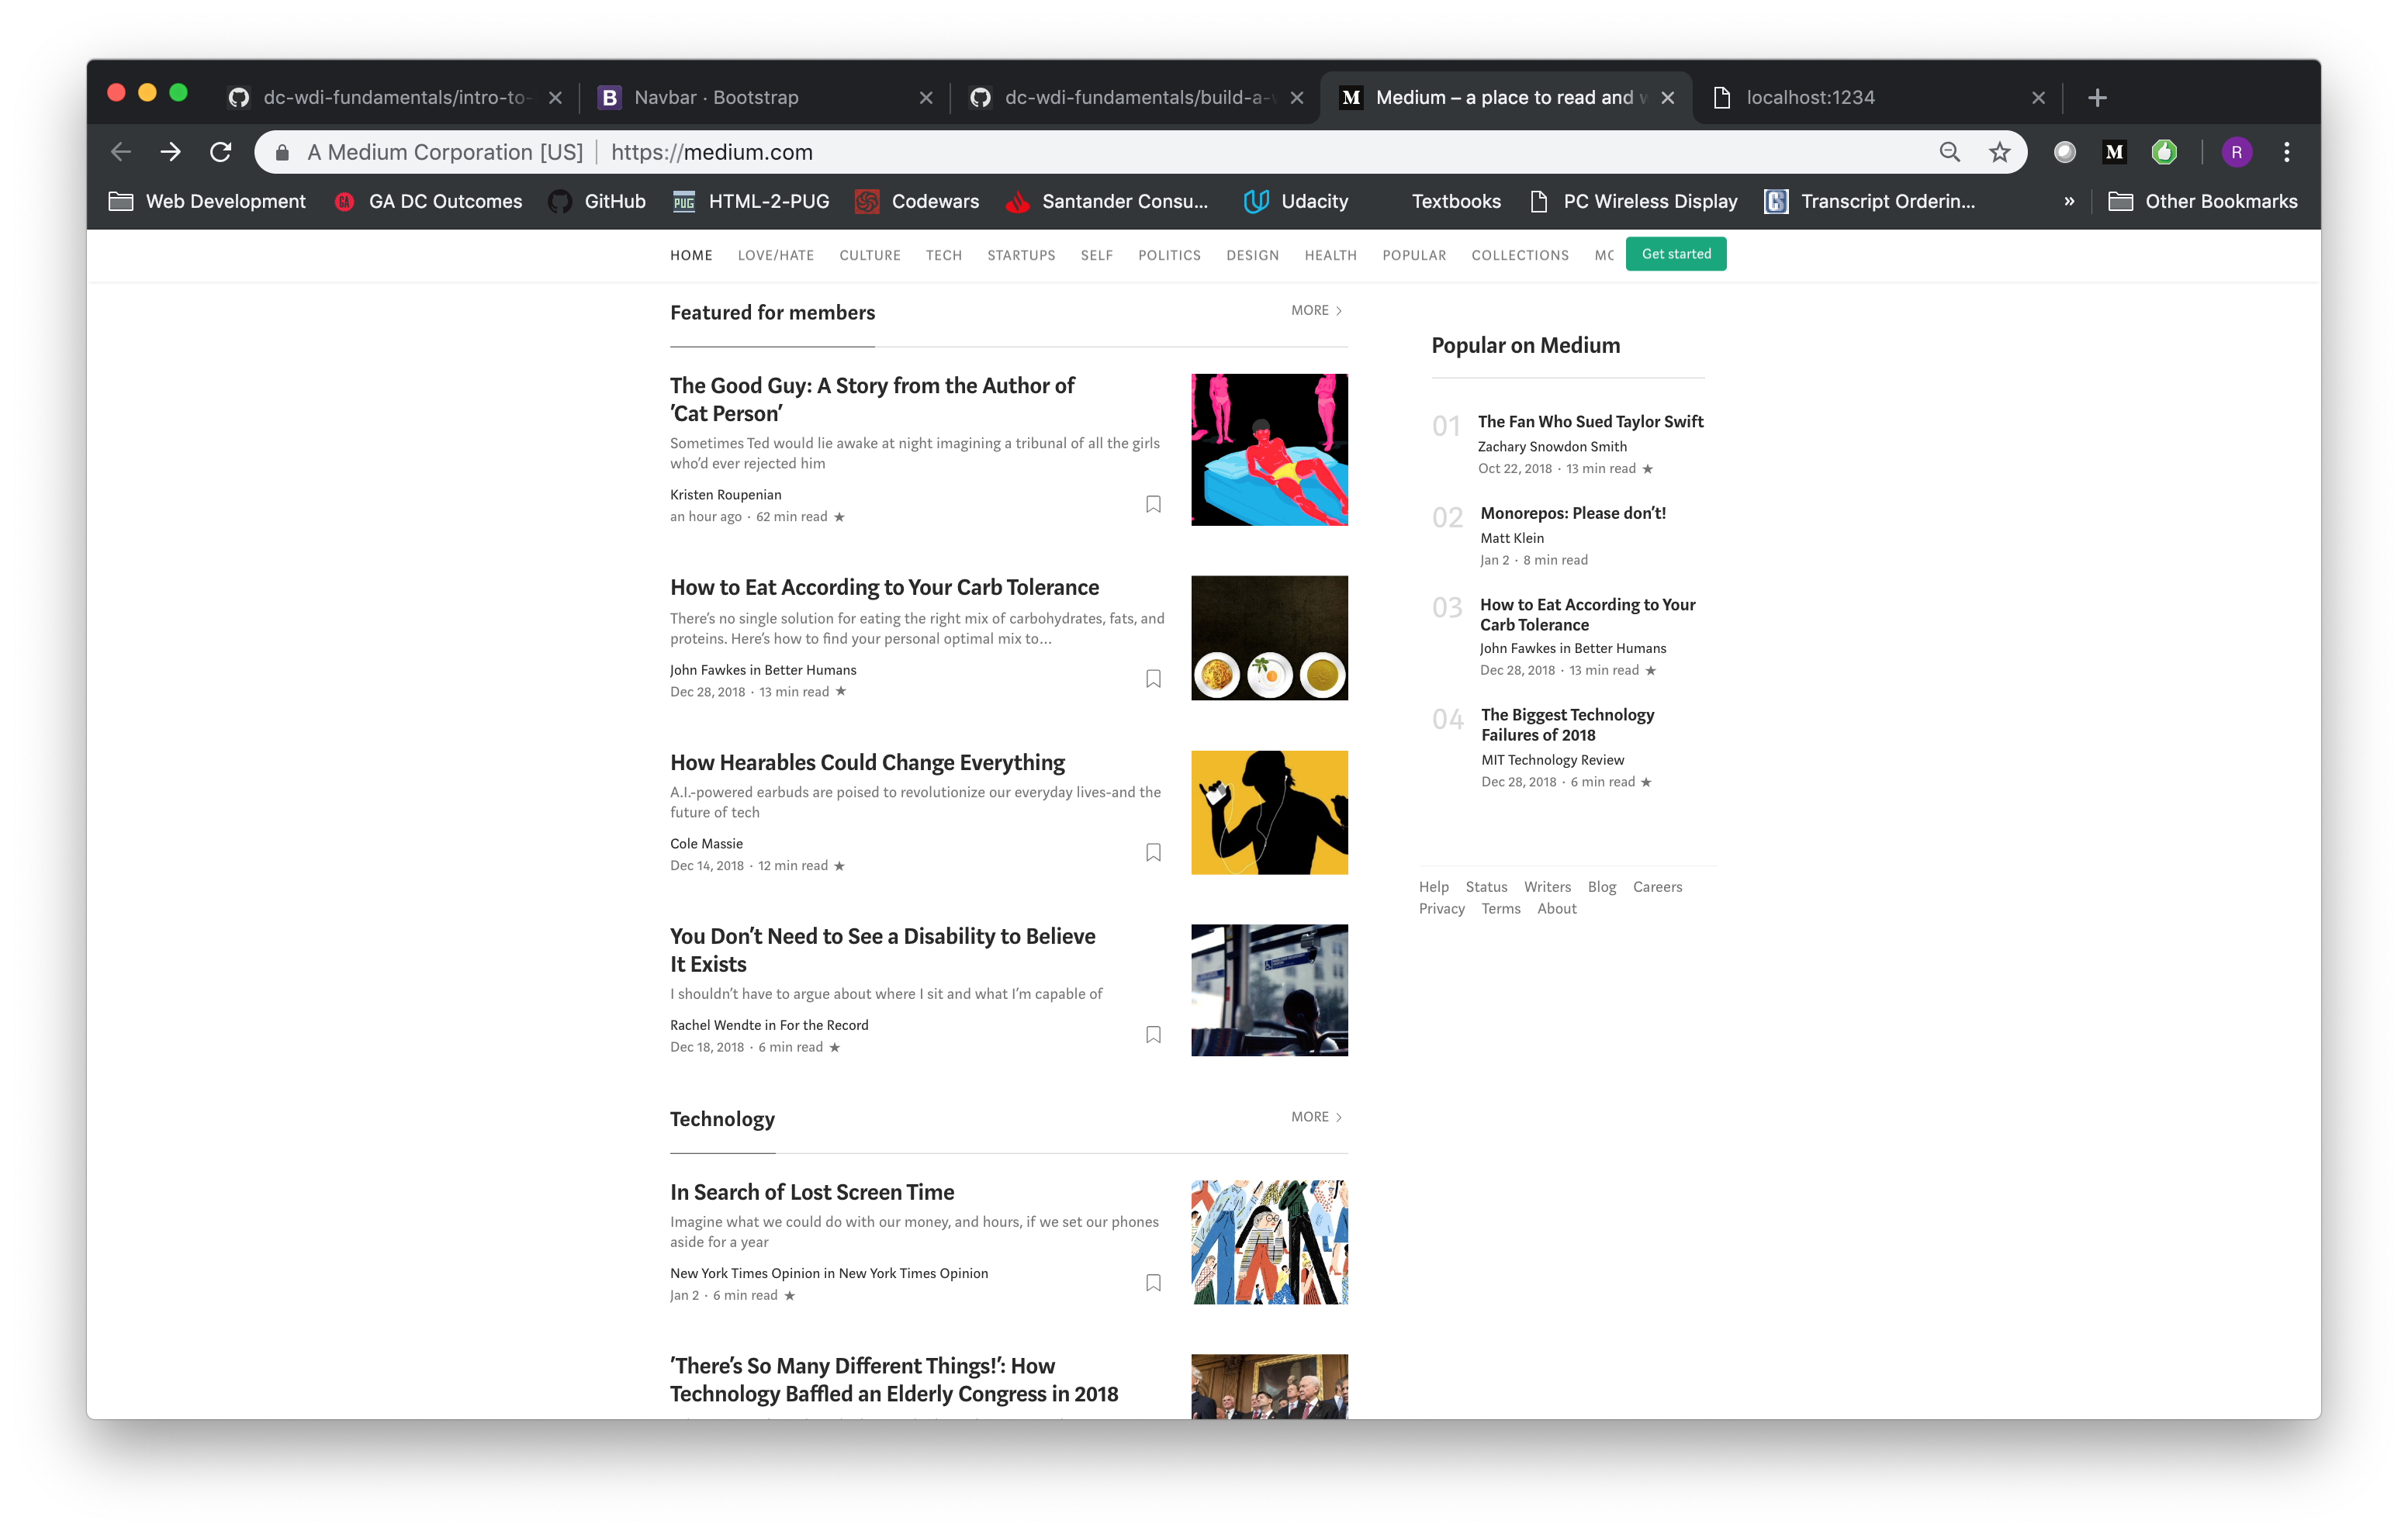 dc-wdi-fundamentals/intro-to-
Navbar · Bootstrap
dc-wdi-fundamentals/build-a-
Medium – a place to read and
localhost:1234
A Medium Corporation [US] https://medium.com
R
Web Development
GA DC Outcomes
GitHub
HTML-2-PUG
Codewars
Santander Consu...
Udacity
Textbooks
PC Wireless Display
Transcript Orderin...
»
Other Bookmarks
HOME LOVE/HATE CULTURE TECH STARTUPS SELF POLITICS DESIGN HEALTH POPULAR COLLECTIONS
Get started
Featured for members
MORE
The Good Guy: A Story from the Author of
'Cat Person'
Sometimes Ted would lie awake at night imagining a tribunal of all the girls
who'd ever rejected him
Kristen Roupenian
an hour ago · 62 min read ★
How to Eat According to Your Carb Tolerance
There's no single solution for eating the right mix of carbohydrates, fats, and
proteins. Here's how to find your personal optimal mix to…
John Fawkes in Better Humans
Dec 28, 2018 · 13 min read ★
How Hearables Could Change Everything
A.I.-powered earbuds are poised to revolutionize our everyday lives-and the
future of tech
Cole Massie
Dec 14, 2018 · 12 min read ★
You Don't Need to See a Disability to Believe
It Exists
I shouldn't have to argue about where I sit and what I'm capable of
Rachel Wendte in For the Record
Dec 18, 2018 · 6 min read ★
Technology
MORE
In Search of Lost Screen Time
Imagine what we could do with our money, and hours, if we set our phones
aside for a year
New York Times Opinion in New York Times Opinion
Jan 2 · 6 min read ★
'There's So Many Different Things!': How
Technology Baffled an Elderly Congress in 2018
Popular on Medium
01
The Fan Who Sued Taylor Swift
Zachary Snowdon Smith
Oct 22, 2018 · 13 min read ★
02
Monorepos: Please don't!
Matt Klein
Jan 2 · 8 min read
03
How to Eat According to Your
Carb Tolerance
John Fawkes in Better Humans
Dec 28, 2018 · 13 min read ★
04
The Biggest Technology
Failures of 2018
MIT Technology Review
Dec 28, 2018 · 6 min read ★
Help Status Writers Blog Careers
Privacy Terms About